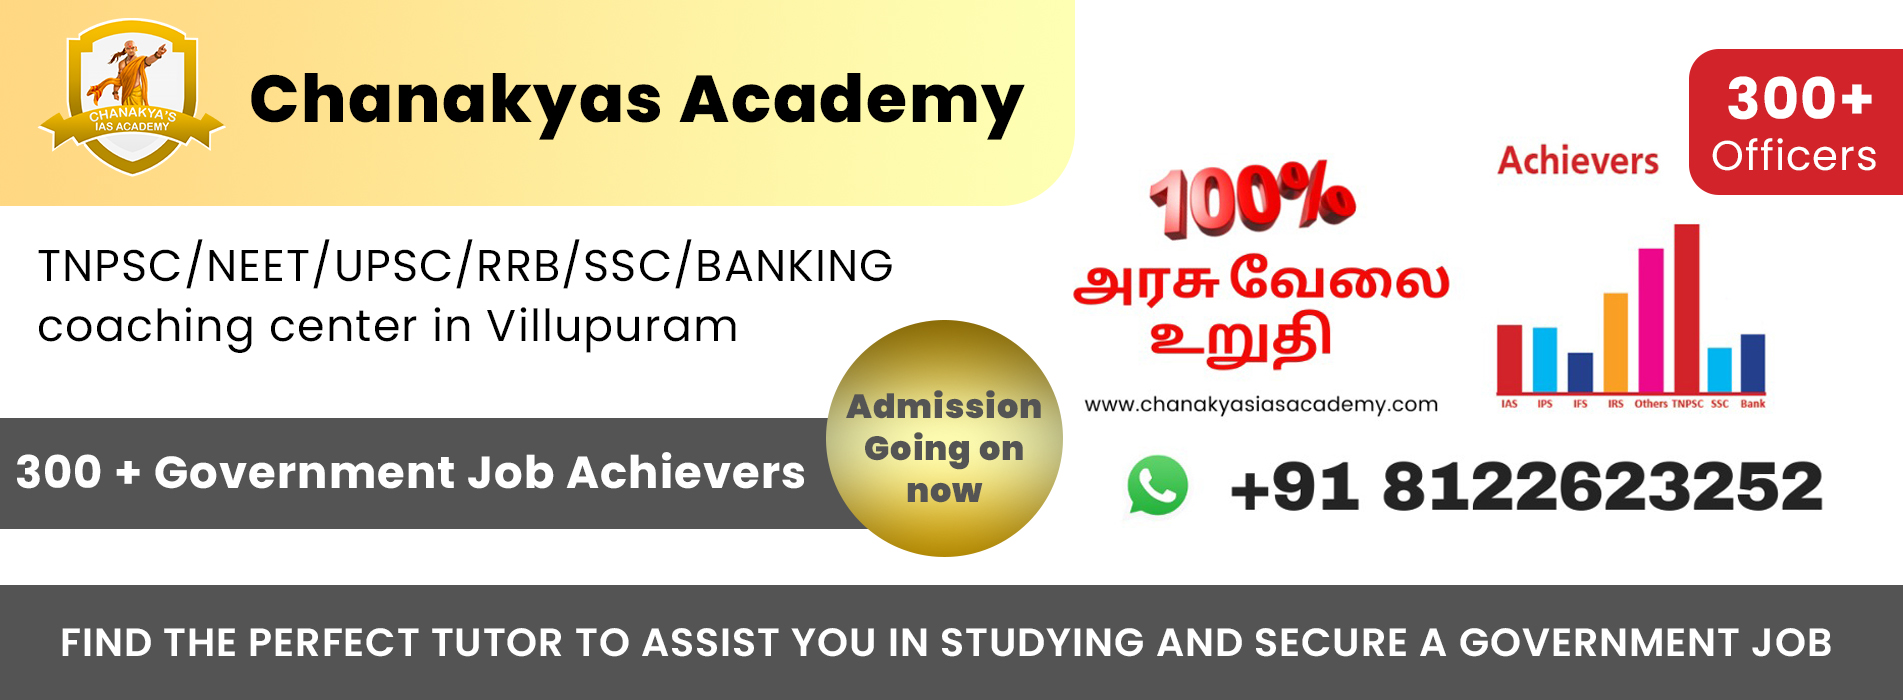 CHANAKYA'S
IAS ACADEMY
Chanakyas Academy
TNPSC/NEET/UPSC/RRB/SSC/BANKING
coaching center in Villupuram
300 + Government Job Achievers
Admission
Going on
now
100%
அரசு வேலை
உறுதி
www.chanakyasiasacademy.com
Achievers
300+
Officers
IAS IPS IFS IRS Others TNPSC SSC Bank
+91 8122623252
FIND THE PERFECT TUTOR TO ASSIST YOU IN STUDYING AND SECURE A GOVERNMENT JOB